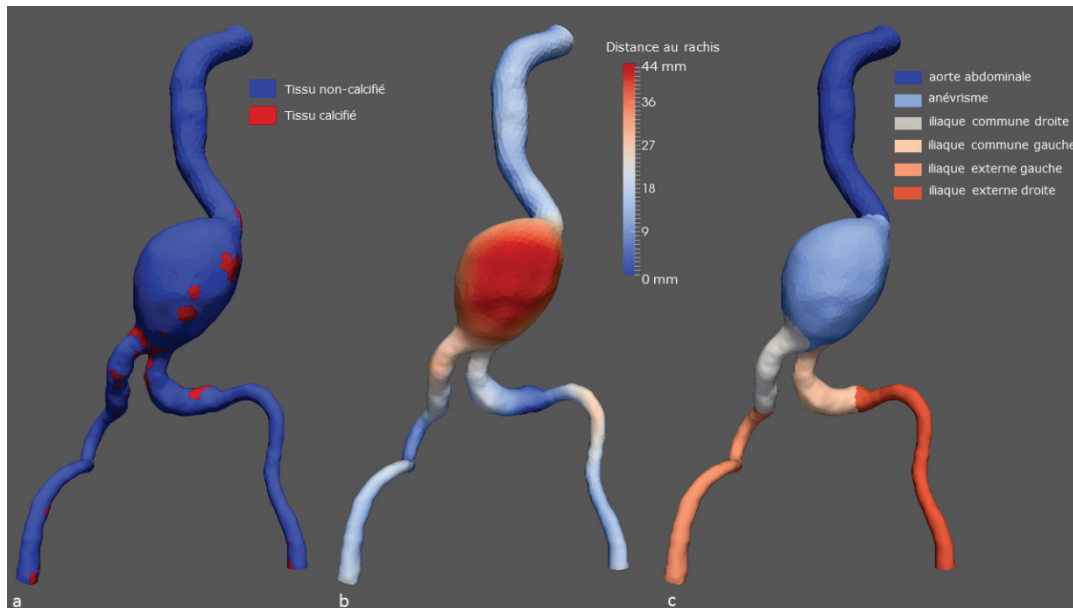 Tissu non-calcifié
Tissu calcifié
a
Distance au rachis
44 mm
36
27
18
9
0 mm
b
aorte abdominale
anévrisme
iliaque commune droite
iliaque commune gauche
iliaque externe gauche
iliaque externe droite
c